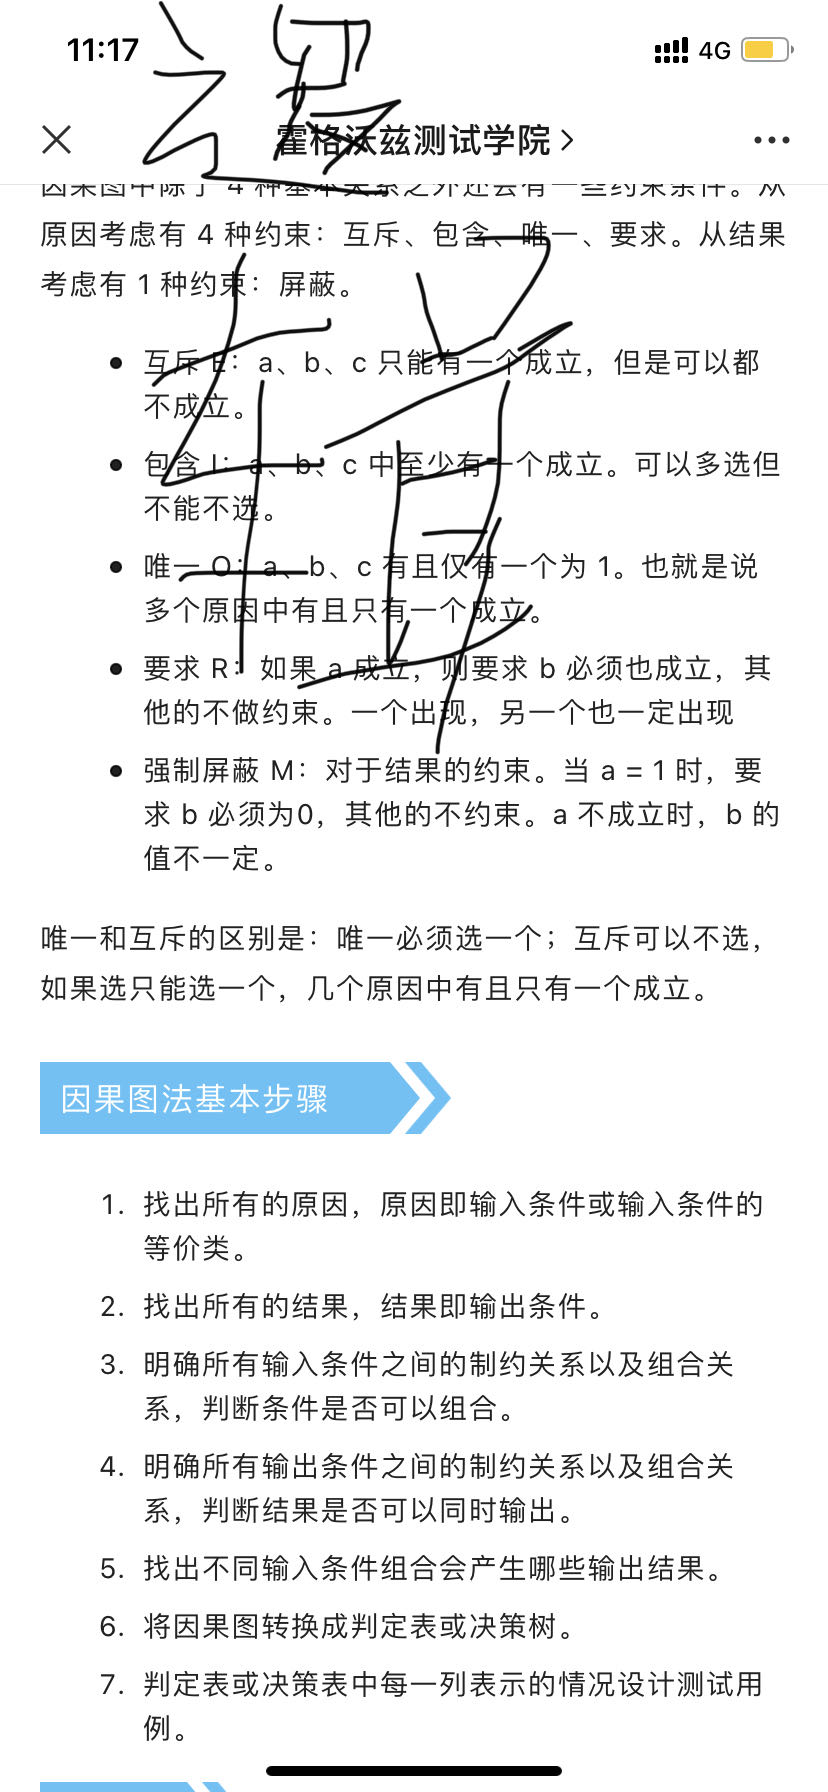 11:17
4G
霍格沃兹测试学院
因果图中除了 4 种基本关系之外还会有一些约束条件。从
原因考虑有 4 种约束：互斥、包含、唯一、要求。从结果
考虑有 1 种约束：屏蔽。
互斥 E：a、b、c 只能有一个成立，但是可以都
不成立。
包含 I：a、b、c 中至少有一个成立。可以多选但
不能不选。
唯一 O：a、b、c 有且仅有一个为 1。也就是说
多个原因中有且只有一个成立。
要求 R：如果 a 成立，则要求 b 必须也成立，其
他的不做约束。一个出现，另一个也一定出现
强制屏蔽 M：对于结果的约束。当 a = 1 时，要
求 b 必须为0，其他的不约束。a 不成立时，b 的
值不一定。
唯一和互斥的区别是：唯一必须选一个；互斥可以不选，
如果选只能选一个，几个原因中有且只有一个成立。
因果图法基本步骤
1. 找出所有的原因，原因即输入条件或输入条件的
等价类。
2. 找出所有的结果，结果即输出条件。
3. 明确所有输入条件之间的制约关系以及组合关
系，判断条件是否可以组合。
4. 明确所有输出条件之间的制约关系以及组合关
系，判断结果是否可以同时输出。
5. 找出不同输入条件组合会产生哪些输出结果。
6. 将因果图转换成判定表或决策树。
7. 判定表或决策表中每一列表示的情况设计测试用
例。